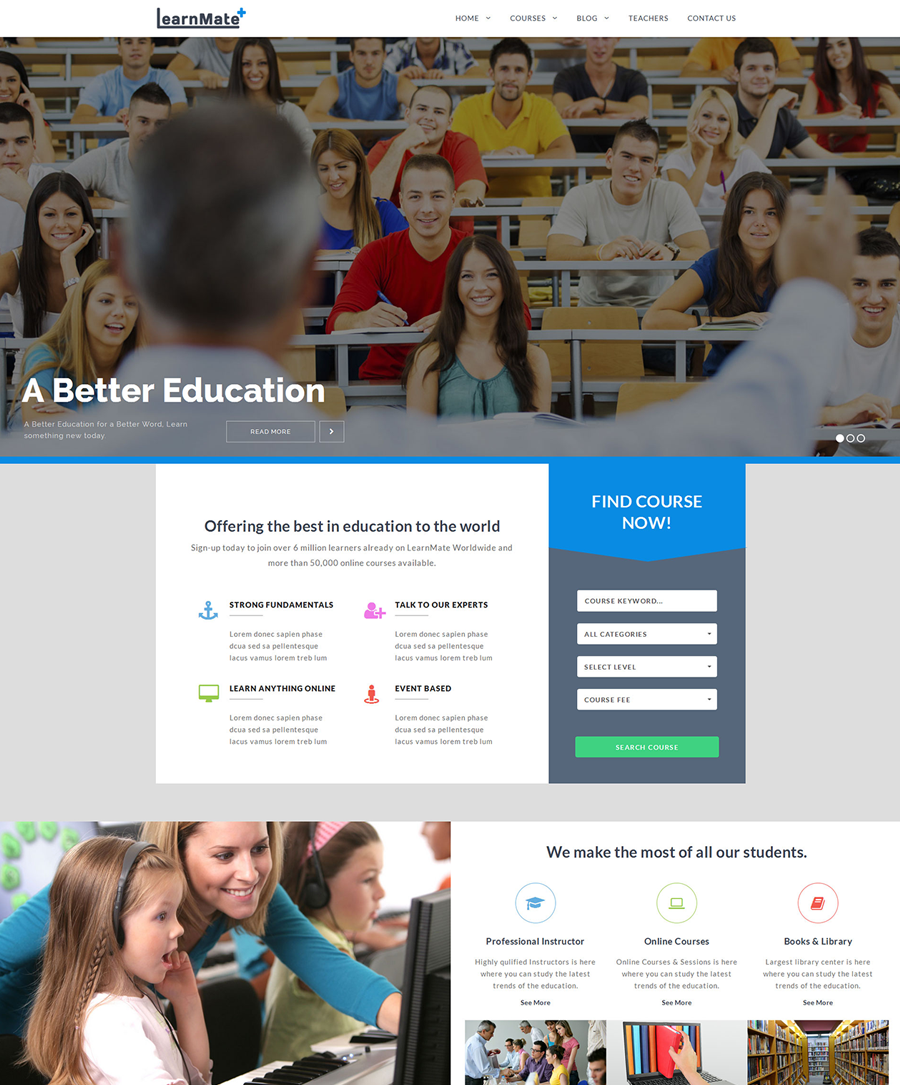 LearnMate+
HOME COURSES BLOG TEACHERS CONTACT US
A Better Education
A Better Education for a Better Word, Learn
something new today
READ MORE
Offering the best in education to the world
Sign-up today to join over 6 million learners already on LearnMate Worldwide and
more than 50,000 online courses available.
STRONG FUNDAMENTALS
Lorem donec sapien phase
dcua sed sa pellentesque
lacus vamus lorem treb lum
TALK TO OUR EXPERTS
Lorem donec sapien phase
dcua sed sa pellentesque
lacus vamus lorem treb lum
LEARN ANYTHING ONLINE
Lorem donec sapien phase
dcua sed sa pellentesque
lacus vamus lorem treb lum
EVENT BASED
Lorem donec sapien phase
dcua sed sa pellentesque
lacus vamus lorem treb lum
FIND COURSE
NOW!
COURSE KEYWORD...
ALL CATEGORIES
SELECT LEVEL
COURSE FEE
SEARCH COURSE
We make the most of all our students.
Professional Instructor
Highly qulified Instructors is here
where you can study the latest
trends of the education.
See More
Online Courses
Online Courses & Sessions is here
where you can study the latest
trends of the education.
See More
Books & Library
Largest library center is here
where you can study the latest
trends of the education.
See More